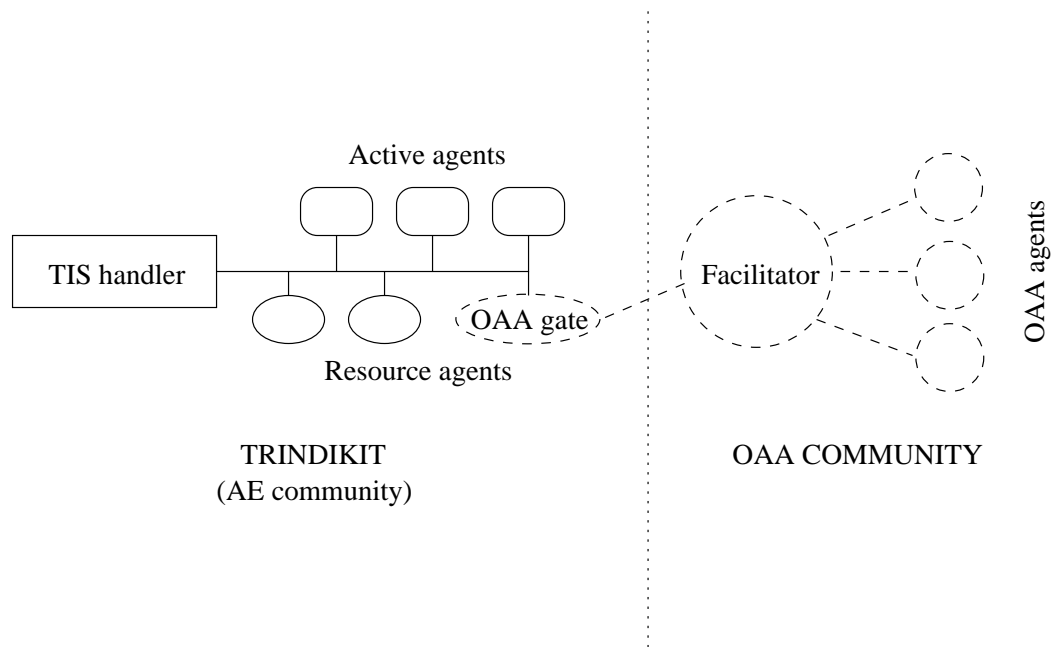 Active agents
TIS handler
OAA gate
Resource agents
TRINDIKIT
(AE community)
Facilitator
OAA agents
OAA COMMUNITY